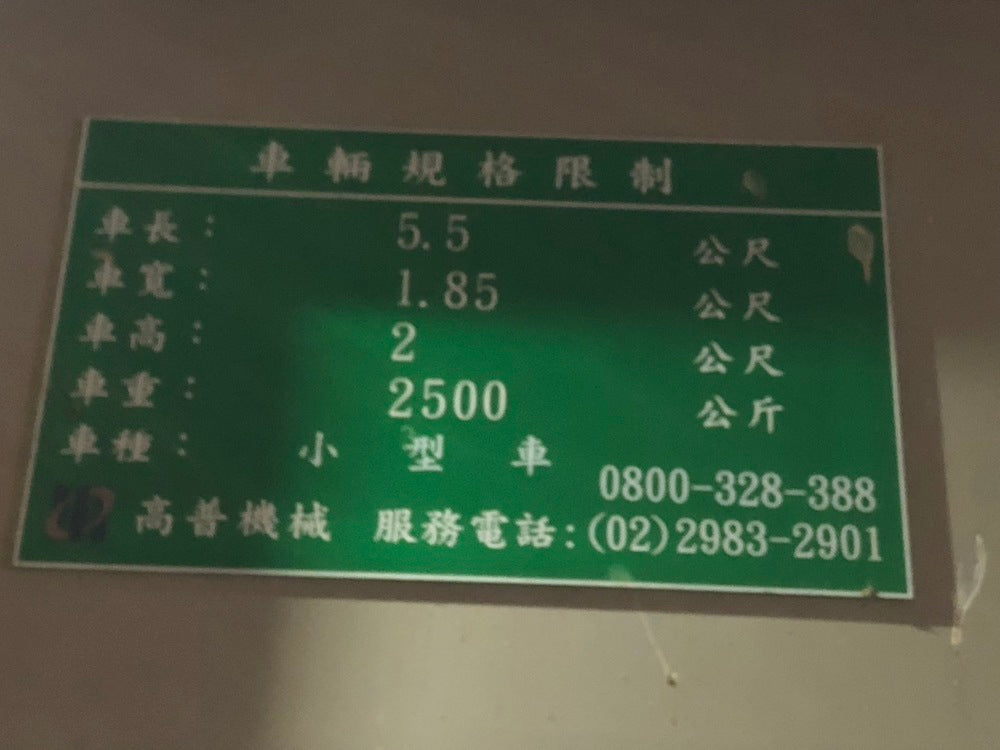 車輛規格限制
車長： 5.5 公尺
車寬： 1.85 公尺
車高： 2 公尺
車重： 2500 公斤
車種： 小型車
0800-328-388
高普機械 服務電話:(02)2983-2901